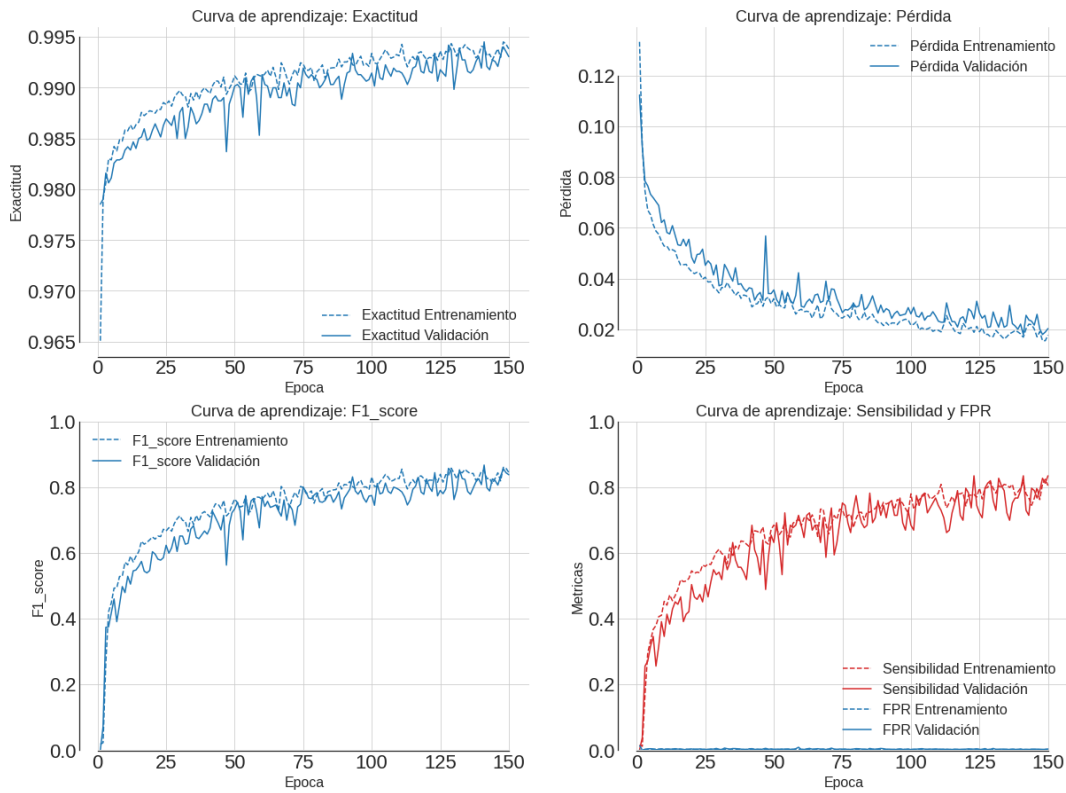 Curva de aprendizaje: Exactitud
0.995
0.990
0.985
0.980
0.975
0.970
0.965
Exactitud
Exactitud Entrenamiento
Exactitud Validación
0
25
50
75
100
125
150
Epoca
Curva de aprendizaje: Pérdida
Pérdida Entrenamiento
Pérdida Validación
0.12
0.10
0.08
0.06
0.04
0.02
Pérdida
0
25
50
75
100
125
150
Epoca
Curva de aprendizaje: F1_score
1.0
0.8
0.6
0.4
0.2
0.0
F1_score
F1_score Entrenamiento
F1_score Validación
0
25
50
75
100
125
150
Epoca
Curva de aprendizaje: Sensibilidad y FPR
1.0
0.8
0.6
0.4
0.2
0.0
Metricas
Sensibilidad Entrenamiento
Sensibilidad Validación
FPR Entrenamiento
FPR Validación
0
25
50
75
100
125
150
Epoca